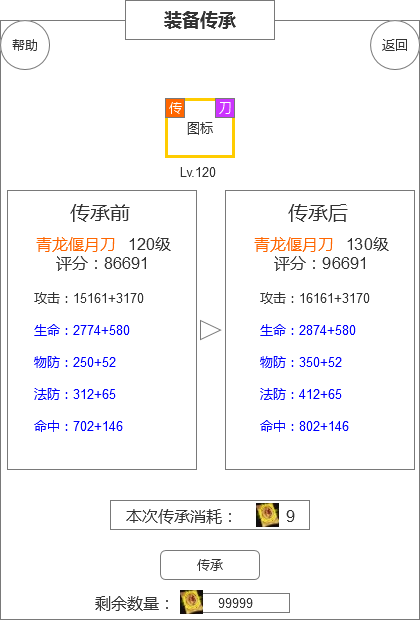 装备传承
帮助
返回
传
刀
图标
Lv.120
传承前
青龙偃月刀 120级
评分：86691
攻击：15161+3170
生命：2774+580
物防：250+52
法防：312+65
命中：702+146
传承后
青龙偃月刀 130级
评分：96691
攻击：16161+3170
生命：2874+580
物防：350+52
法防：412+65
命中：802+146
本次传承消耗： 9
传承
剩余数量： 99999